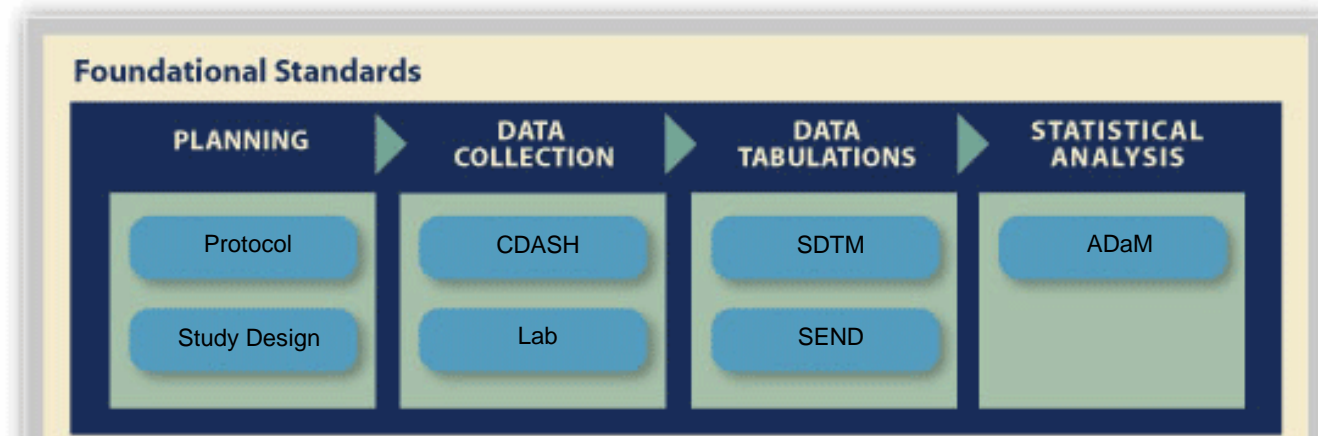 Foundational Standards
PLANNING
DATA
COLLECTION
DATA
TABULATIONS
STATISTICAL
ANALYSIS
Protocol
CDASH
SDTM
ADaM
Study Design
Lab
SEND